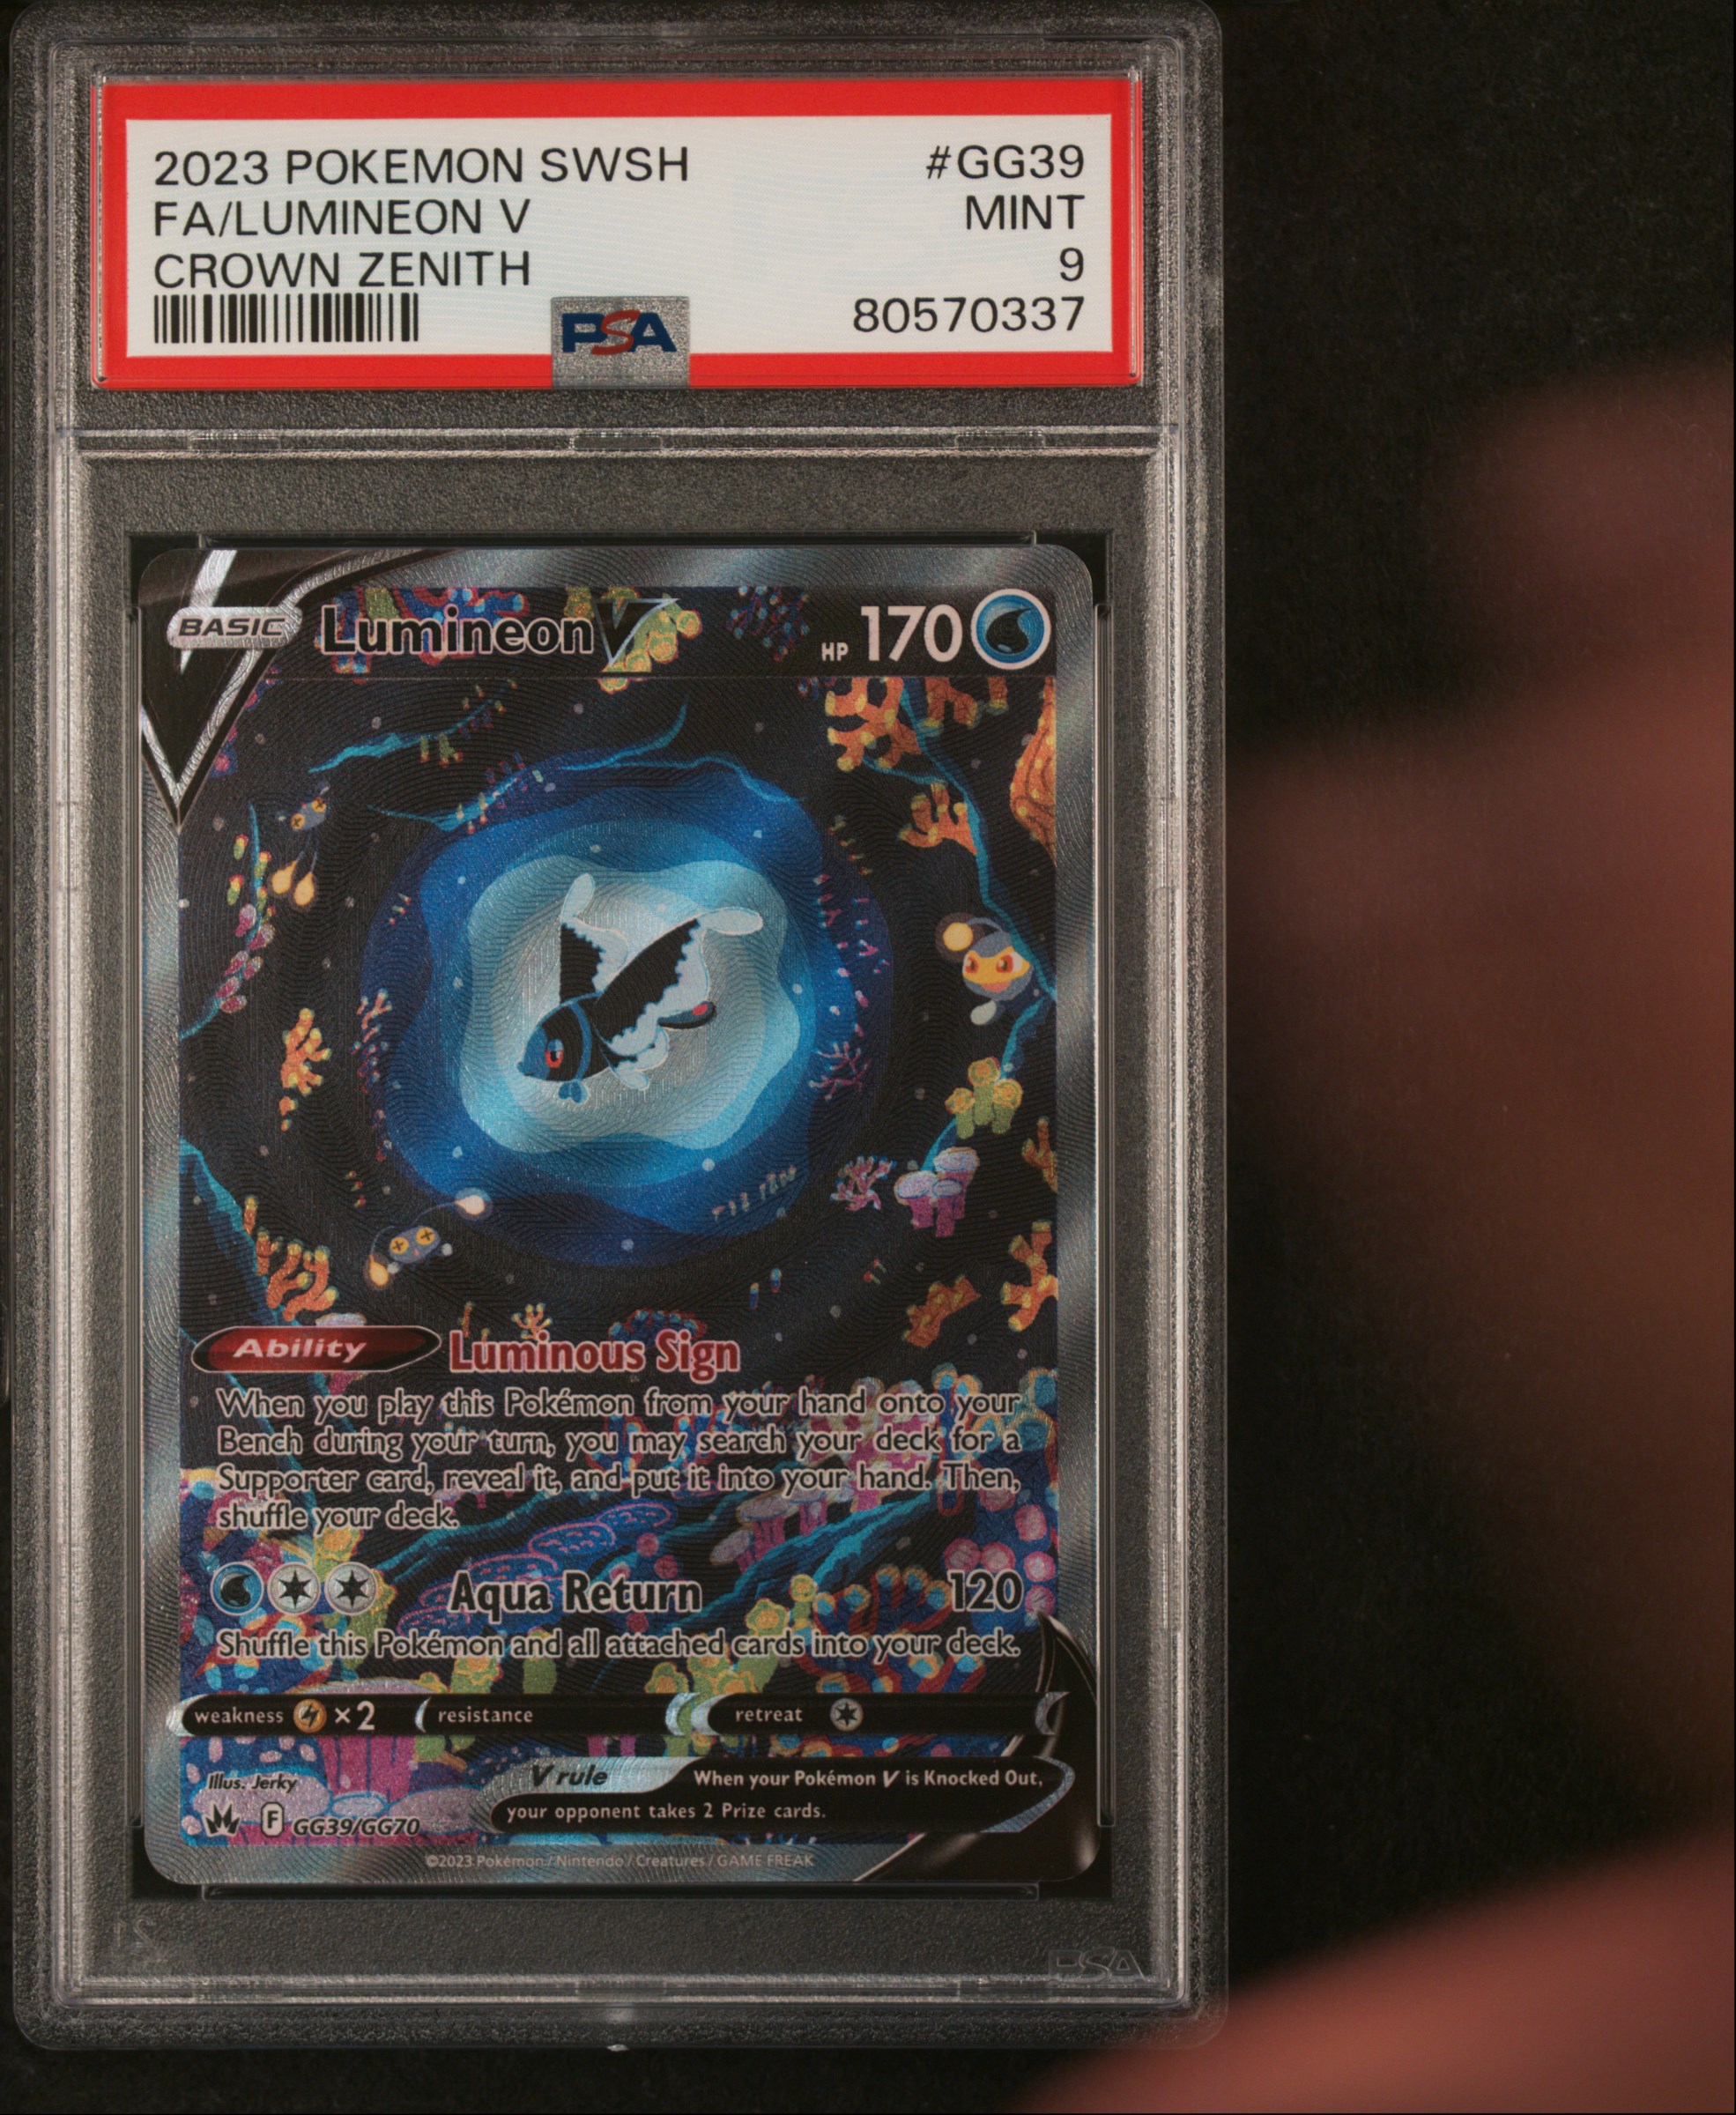 2023 POKEMON SWSH #GG39
FA/LUMINEON V MINT
CROWN ZENITH 9
80570337
PSA
BASIC Lumineon V HP 170
Ability Luminous Sign
When you play this Pokémon from your hand onto your
Bench during your turn, you may search your deck for a
Supporter card, reveal it, and put it into your hand. Then,
shuffle your deck.
Aqua Return 120
Shuffle this Pokémon and all attached cards into your deck.
weakness ×2 resistance retreat
V rule When your Pokémon V is Knocked Out,
your opponent takes 2 Prize cards.
Illus. Jerky
F GG39/GG70
©2023 Pokémon / Nintendo / Creatures / GAME FREAK
PSA